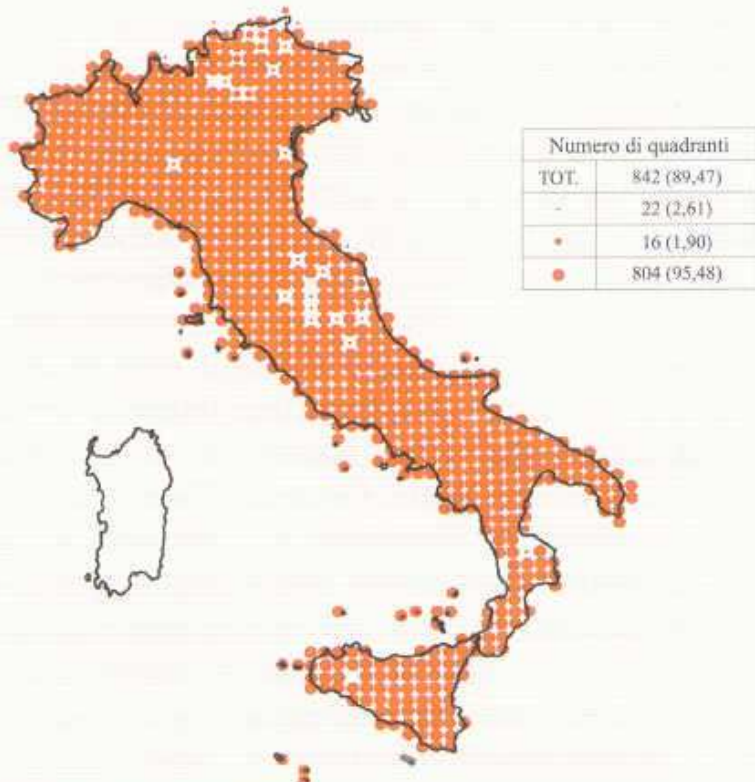 Numero di quadranti
TOT. 842 (89,47)
- 22 (2,61)
• 16 (1,90)
● 804 (95,48)